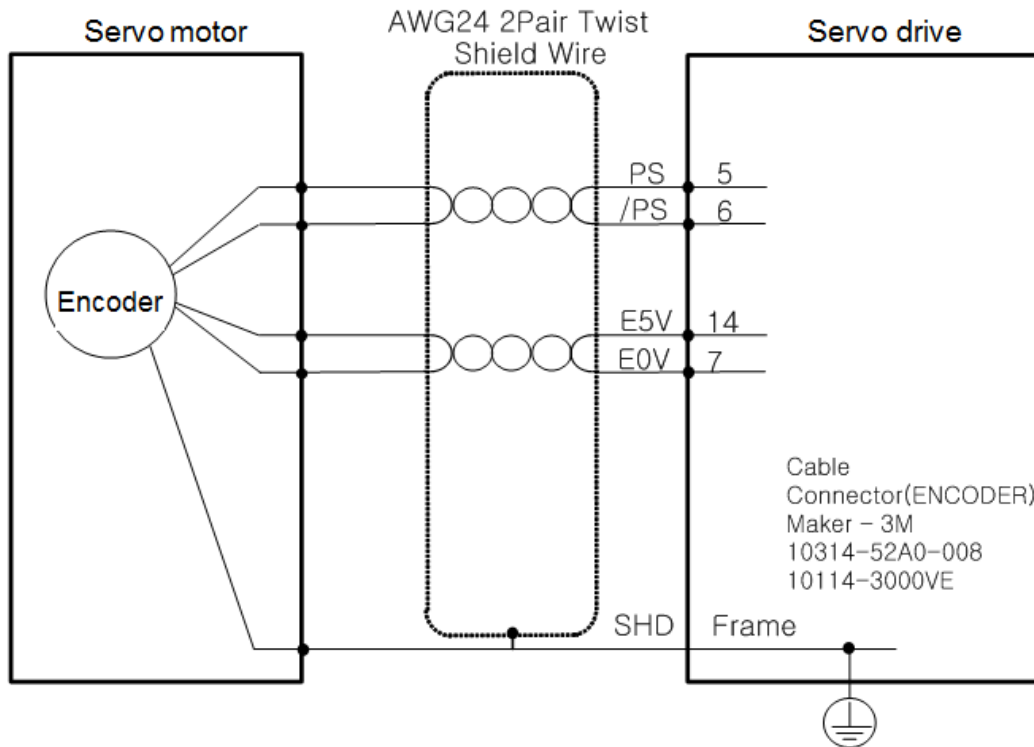 Servo motor
AWG24 2Pair Twist
Shield Wire
Servo drive
PS 5
/PS 6
Encoder
E5V 14
E0V 7
Cable
Connector(ENCODER)
Maker - 3M
10314-52A0-008
10114-3000VE
SHD Frame